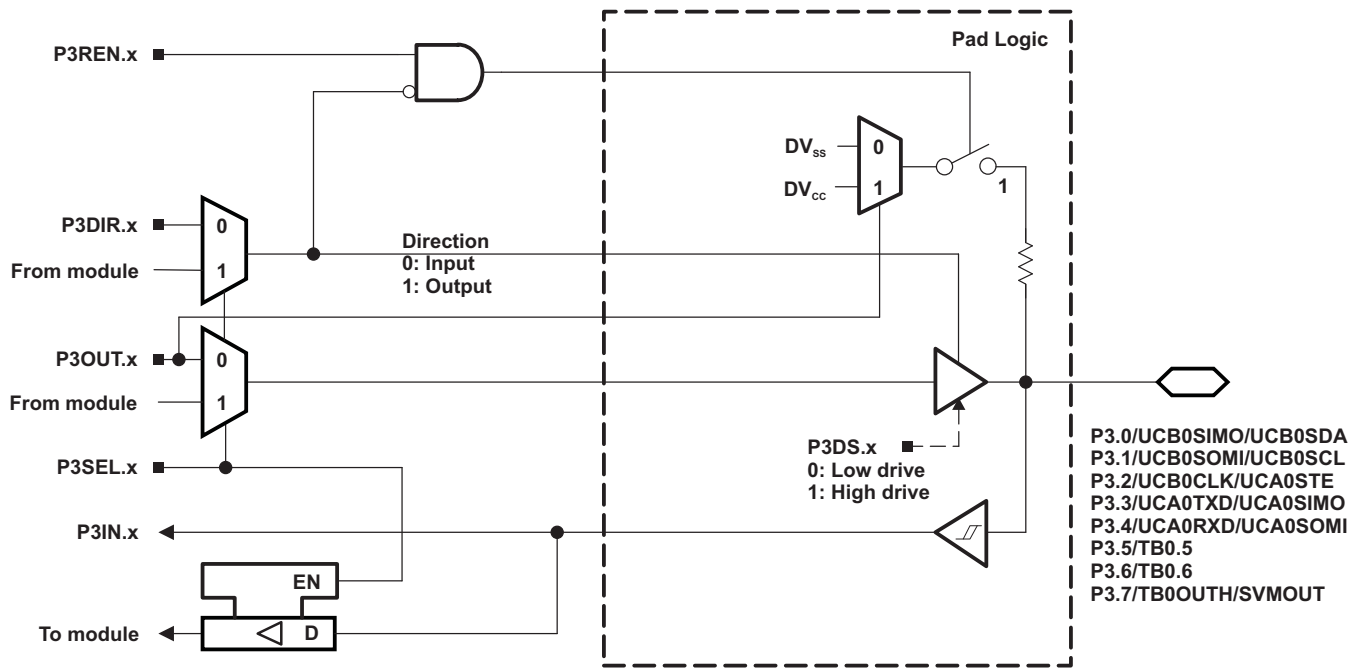 P3REN.x
Pad Logic
DVss
0
DVcc
1
1
P3DIR.x
0
From module
1
Direction
0: Input
1: Output
P3OUT.x
0
From module
1
P3DS.x
0: Low drive
1: High drive
P3SEL.x
P3IN.x
EN
D
To module
P3.0/UCB0SIMO/UCB0SDA
P3.1/UCB0SOMI/UCB0SCL
P3.2/UCB0CLK/UCA0STE
P3.3/UCA0TXD/UCA0SIMO
P3.4/UCA0RXD/UCA0SOMI
P3.5/TB0.5
P3.6/TB0.6
P3.7/TB0OUTH/SVMOUT